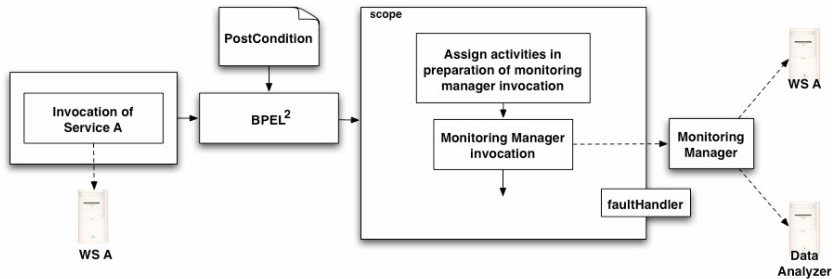 PostCondition
Invocation of
Service A
WS A
BPEL2
scope
Assign activities in
preparation of monitoring
manager invocation
Monitoring Manager
invocation
faultHandler
Monitoring
Manager
WS A
Data
Analyzer